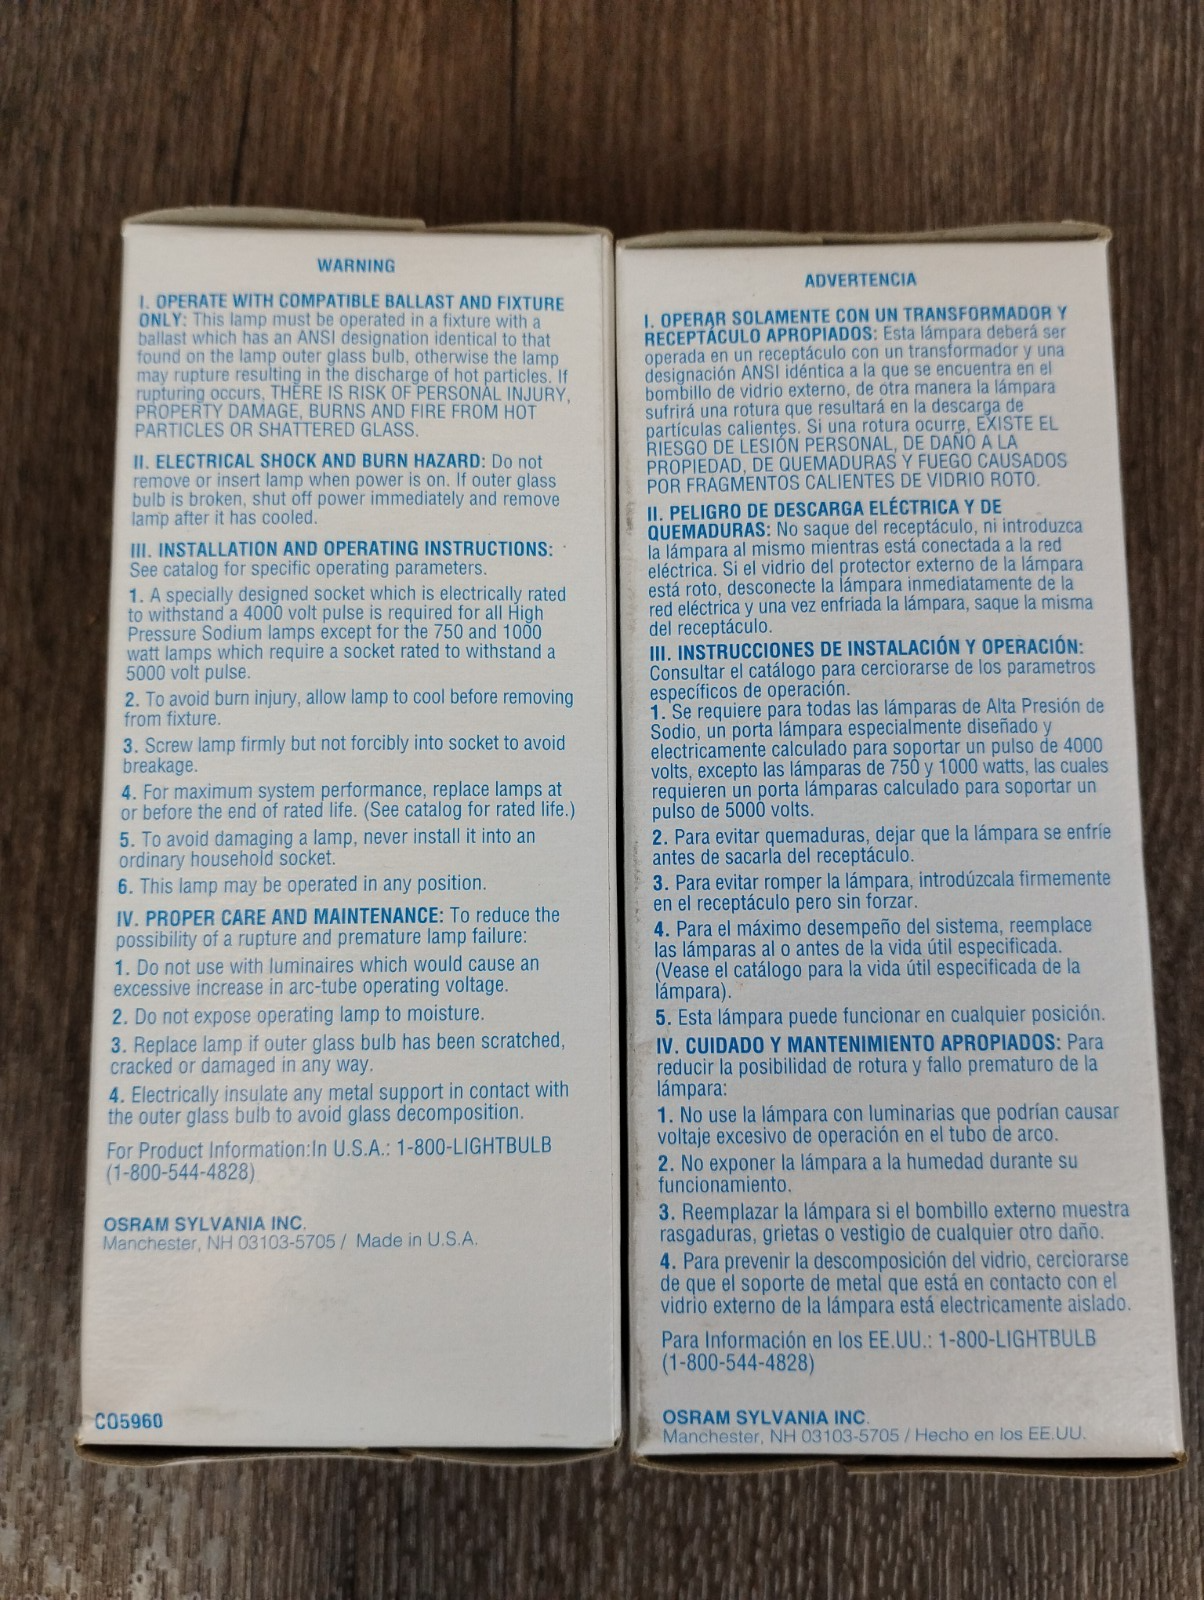 WARNING
I. OPERATE WITH COMPATIBLE BALLAST AND FIXTURE
ONLY: This lamp must be operated in a fixture with a
ballast which has an ANSI designation identical to that
found on the lamp outer glass bulb, otherwise the lamp
may rupture resulting in the discharge of hot particles. If
rupturing occurs, THERE IS RISK OF PERSONAL INJURY,
PROPERTY DAMAGE, BURNS AND FIRE FROM HOT
PARTICLES OR SHATTERED GLASS.
II. ELECTRICAL SHOCK AND BURN HAZARD: Do not
remove or insert lamp when power is on. If outer glass
bulb is broken, shut off power immediately and remove
lamp after it has cooled.
III. INSTALLATION AND OPERATING INSTRUCTIONS:
See catalog for specific operating parameters.
1. A specially designed socket which is electrically rated
to withstand a 4000 volt pulse is required for all High
Pressure Sodium lamps except for the 750 and 1000
watt lamps which require a socket rated to withstand a
5000 volt pulse.
2. To avoid burn injury, allow lamp to cool before removing
from fixture.
3. Screw lamp firmly but not forcibly into socket to avoid
breakage.
4. For maximum system performance, replace lamps at
or before the end of rated life. (See catalog for rated life.)
5. To avoid damaging a lamp, never install it into an
ordinary household socket.
6. This lamp may be operated in any position.
IV. PROPER CARE AND MAINTENANCE: To reduce the
possibility of a rupture and premature lamp failure:
1. Do not use with luminaires which would cause an
excessive increase in arc-tube operating voltage.
2. Do not expose operating lamp to moisture.
3. Replace lamp if outer glass bulb has been scratched,
cracked or damaged in any way.
4. Electrically insulate any metal support in contact with
the outer glass bulb to avoid glass decomposition.
For Product Information:In U.S.A.: 1-800-LIGHTBULB
(1-800-544-4828)
OSRAM SYLVANIA INC.
Manchester, NH 03103-5705 / Made in U.S.A.
CO5960
ADVERTENCIA
I. OPERAR SOLAMENTE CON UN TRANSFORMADOR Y
RECEPTÁCULO APROPIADOS: Esta lámpara deberá ser
operada en un receptáculo con un transformador y una
designación ANSI idéntica a la que se encuentra en el
bombillo de vidrio externo, de otra manera la lámpara
sufrirá una rotura que resultará en la descarga de
partículas calientes. Si una rotura ocurre, EXISTE EL
RIESGO DE LESIÓN PERSONAL, DE DAÑO A LA
PROPIEDAD, DE QUEMADURAS Y FUEGO CAUSADOS
POR FRAGMENTOS CALIENTES DE VIDRIO ROTO.
II. PELIGRO DE DESCARGA ELÉCTRICA Y DE
QUEMADURAS: No saque del receptáculo, ni introduzca
la lámpara al mismo mientras está conectada a la red
eléctrica. Si el vidrio del protector externo de la lámpara
está roto, desconecte la lámpara inmediatamente de la
red eléctrica y una vez enfriada la lámpara, saque la misma
del receptáculo.
III. INSTRUCCIONES DE INSTALACIÓN Y OPERACIÓN:
Consultar el catálogo para cerciorarse de los parametros
específicos de operación.
1. Se requiere para todas las lámparas de Alta Presión de
Sodio, un porta lámpara especialmente diseñado y
electricamente calculado para soportar un pulso de 4000
volts, excepto las lámparas de 750 y 1000 watts, las cuales
requieren un porta lámparas calculado para soportar un
pulso de 5000 volts.
2. Para evitar quemaduras, dejar que la lámpara se enfríe
antes de sacarla del receptáculo.
3. Para evitar romper la lámpara, introdúzcala firmemente
en el receptáculo pero sin forzar.
4. Para el máximo desempeño del sistema, reemplace
las lámparas al o antes de la vida útil especificada.
(Vease el catálogo para la vida útil especificada de la
lámpara).
5. Esta lámpara puede funcionar en cualquier posición.
IV. CUIDADO Y MANTENIMIENTO APROPIADOS: Para
reducir la posibilidad de rotura y fallo prematuro de la
lámpara:
1. No use la lámpara con luminarias que podrían causar
voltaje excesivo de operación en el tubo de arco.
2. No exponer la lámpara a la humedad durante su
funcionamiento.
3. Reemplazar la lámpara si el bombillo externo muestra
rasgaduras, grietas o vestigio de cualquier otro daño.
4. Para prevenir la descomposición del vidrio, cerciorarse
de que el soporte de metal que está en contacto con el
vidrio externo de la lámpara está electricamente aislado.
Para Información en los EE.UU.: 1-800-LIGHTBULB
(1-800-544-4828)
OSRAM SYLVANIA INC.
Manchester, NH 03103-5705 / Hecho en los EE.UU.